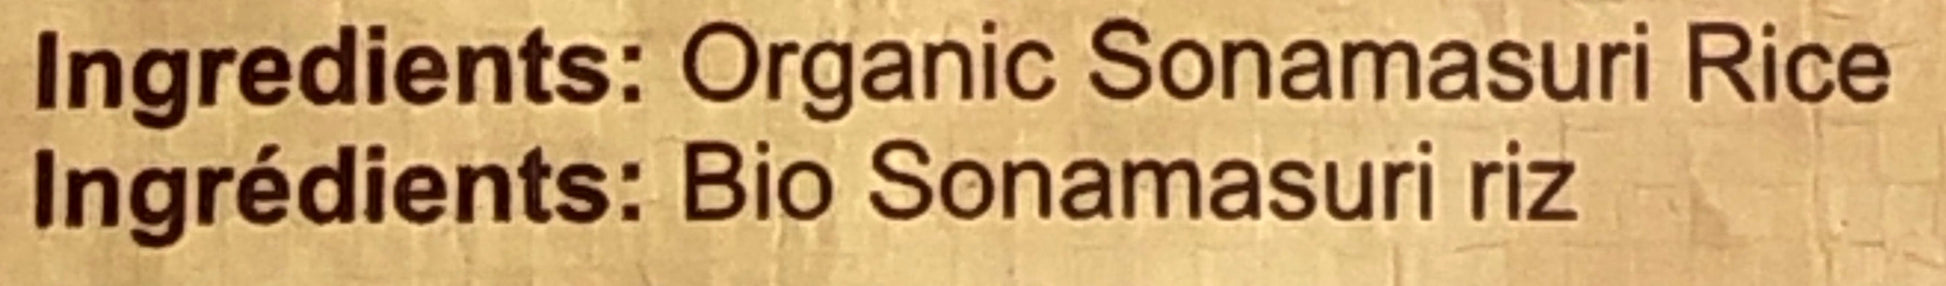 Ingredients: Organic Sonamasuri Rice
Ingrédients: Bio Sonamasuri riz